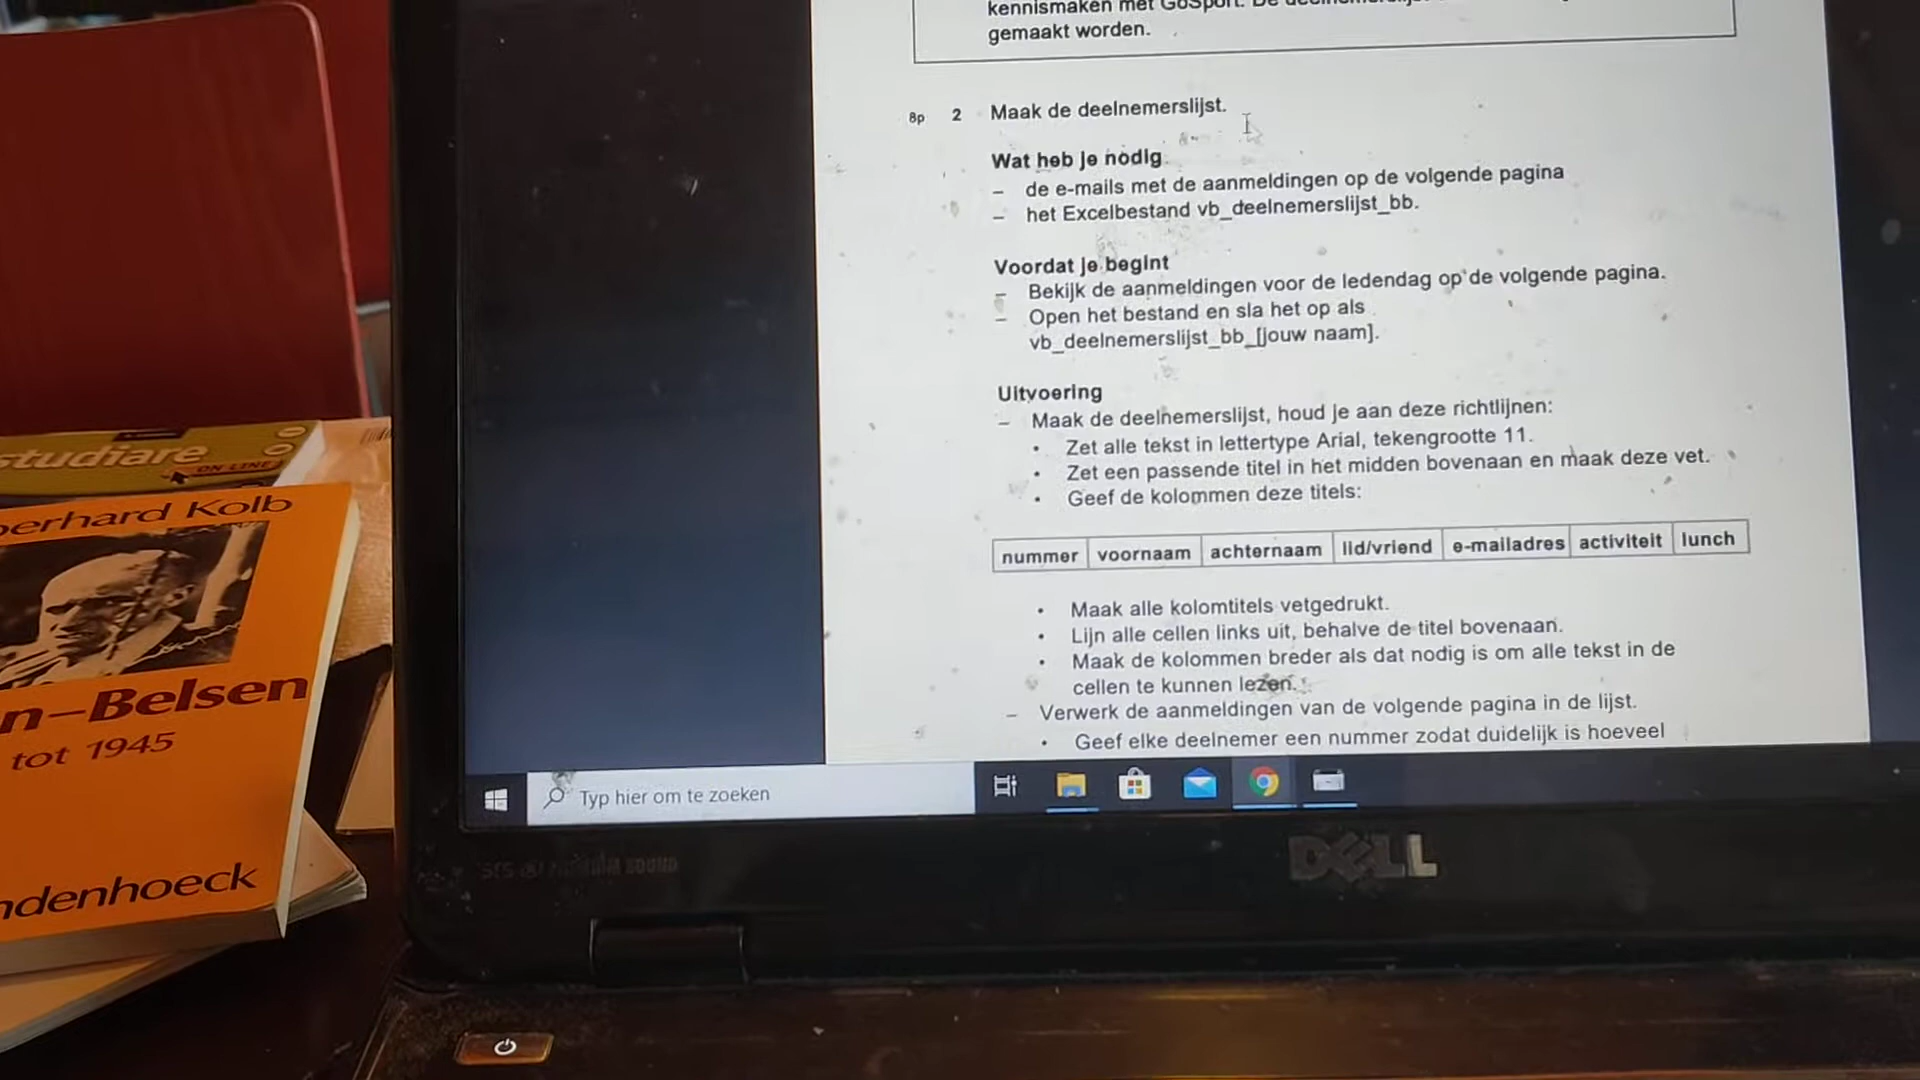 kennismaken met GoSport.
gemaakt worden.
8p 2 Maak de deelnemerslijst.
Wat heb je nodig
– de e-mails met de aanmeldingen op de volgende pagina
– het Excelbestand vb_deelnemerslijst_bb.
Voordat je begint
– Bekijk de aanmeldingen voor de ledendag op de volgende pagina.
– Open het bestand en sla het op als
vb_deelnemerslijst_bb_[jouw naam].
Uitvoering
– Maak de deelnemerslijst, houd je aan deze richtlijnen:
• Zet alle tekst in lettertype Arial, tekengrootte 11.
• Zet een passende titel in het midden bovenaan en maak deze vet.
• Geef de kolommen deze titels:
nummer voornaam achternaam lid/vriend e-mailadres activiteit lunch
• Maak alle kolomtitels vetgedrukt.
• Lijn alle cellen links uit, behalve de titel bovenaan.
• Maak de kolommen breder als dat nodig is om alle tekst in de
cellen te kunnen lezen.
– Verwerk de aanmeldingen van de volgende pagina in de lijst.
• Geef elke deelnemer een nummer zodat duidelijk is hoeveel
Typ hier om te zoeken
DELL
studiare
ON LINE
berhard Kolb
n–Belsen
tot 1945
ndenhoeck